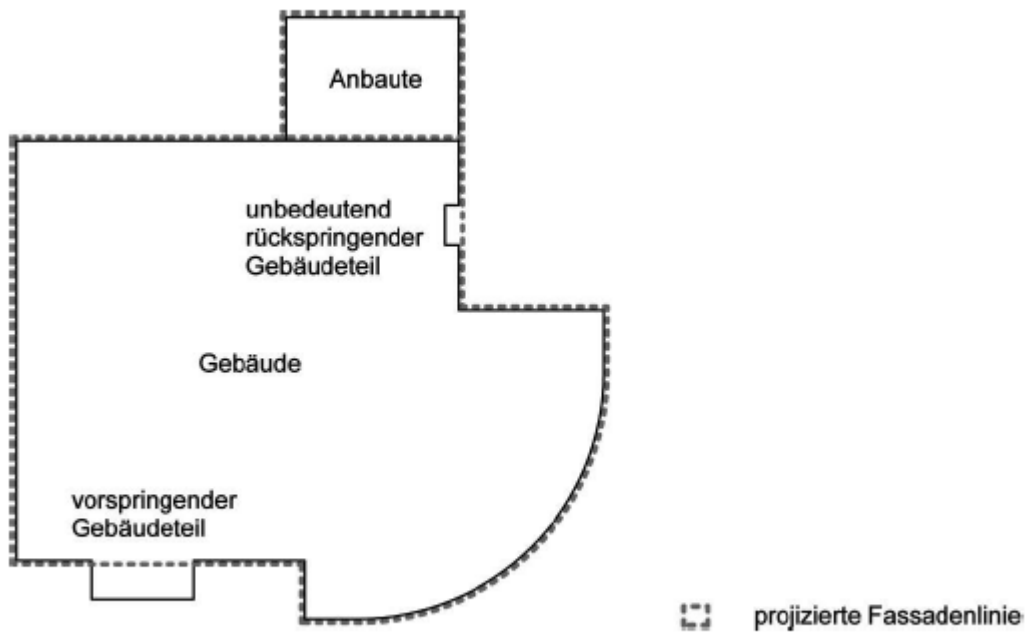 Anbaute
unbedeutend
rückspringender
Gebäudeteil
Gebäude
vorspringender
Gebäudeteil
projizierte Fassadenlinie